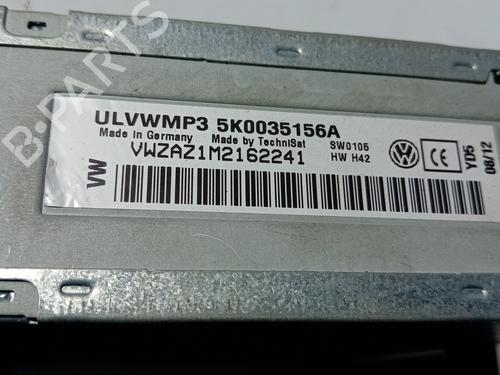 B-PARTS
ULVWMP3 5K0035156A
Made in Germany Made by TechniSat
VWZAZ1M2162241
SW0105
HW H42
VW
CE
YD5
08/12